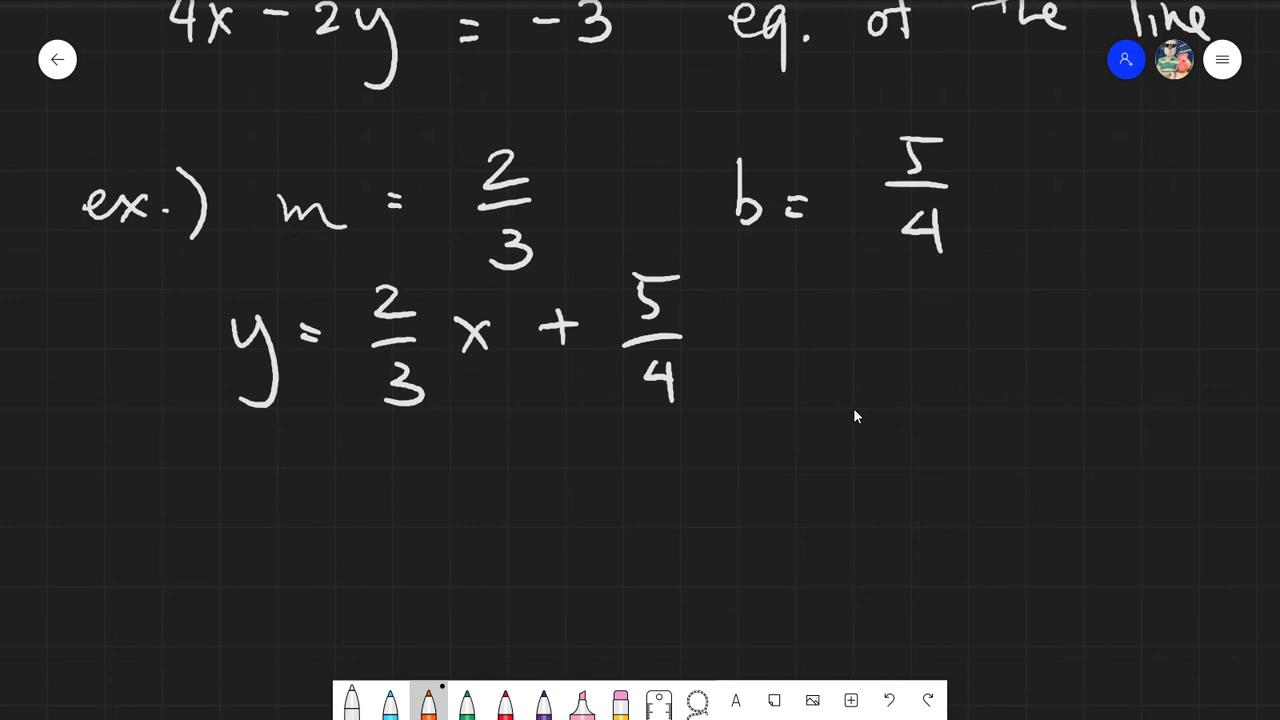 4x - 2y = -3 eq. of the line
ex.) m = 2/3 b = 5/4
y = 2/3 x + 5/4
A